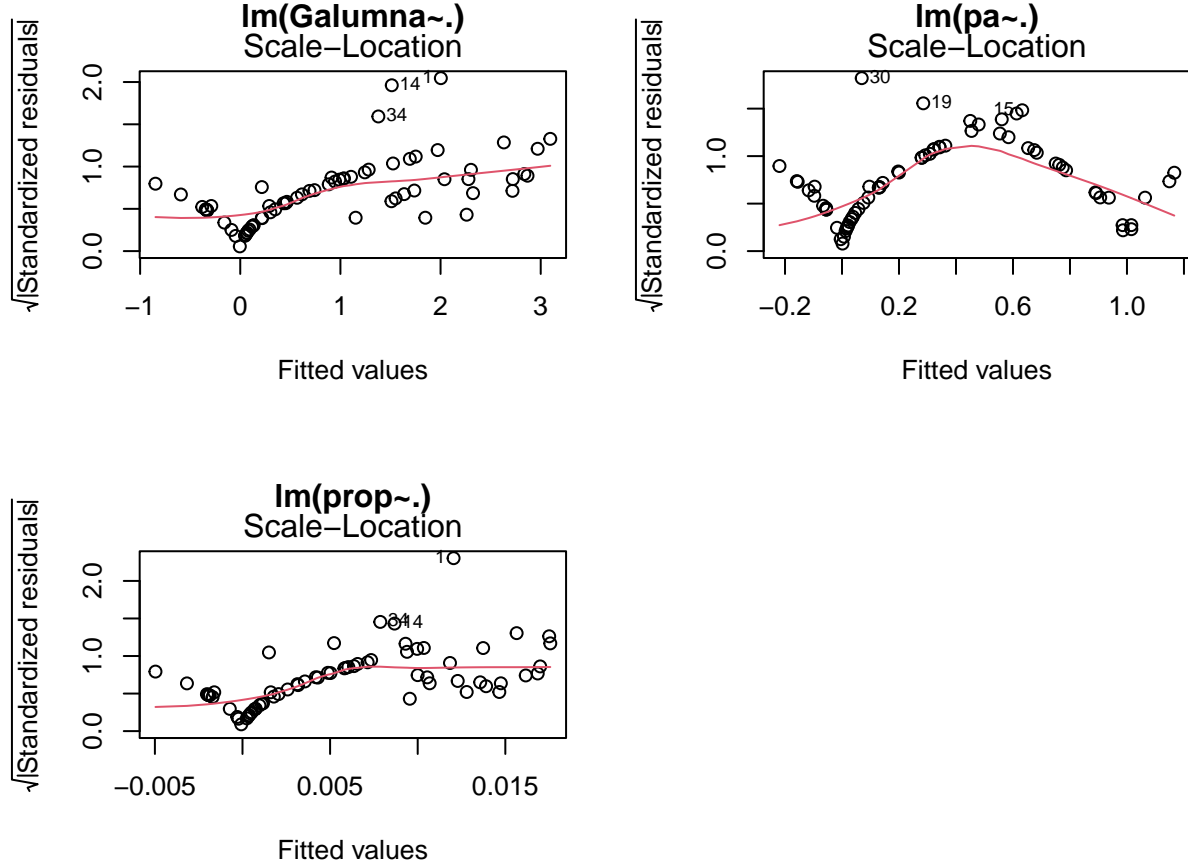 lm(Galumna~.)
Scale−Location
√|Standardized residuals|
2.0
1.0
0.0
14
1
34
−1
0
1
2
3
Fitted values
lm(pa~.)
Scale−Location
√|Standardized residuals|
1.0
0.0
30
19
15
−0.2
0.2
0.6
1.0
Fitted values
lm(prop~.)
Scale−Location
√|Standardized residuals|
2.0
1.0
0.0
1
34
14
−0.005
0.005
0.015
Fitted values